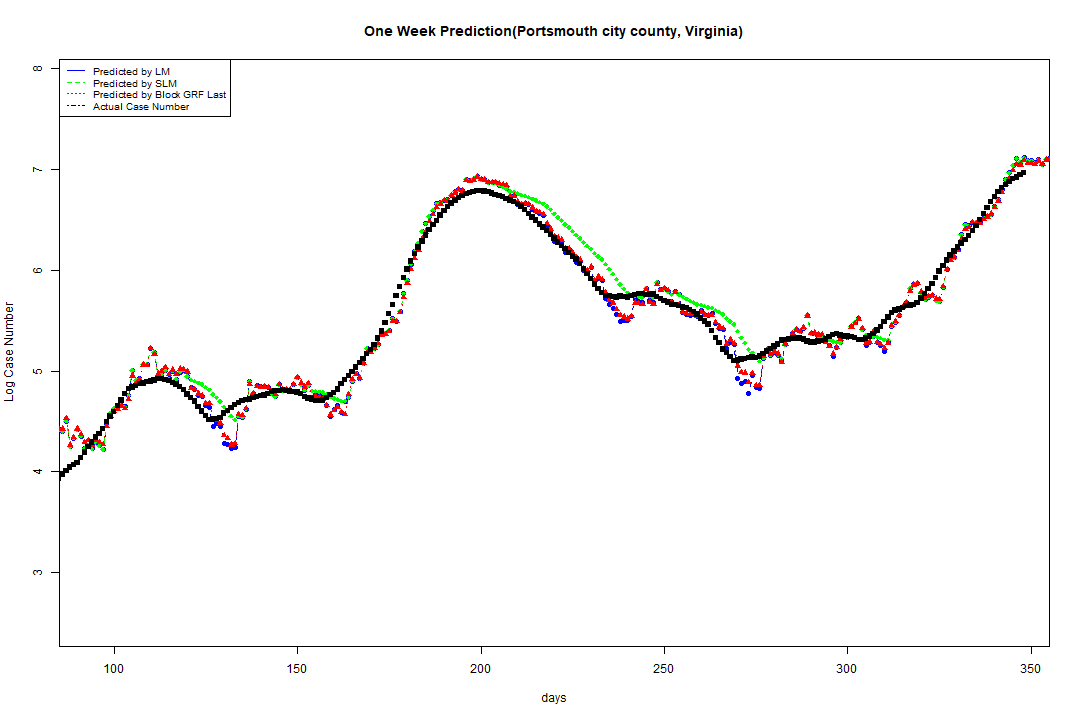 One Week Prediction(Portsmouth city county, Virginia)
Predicted by LM
Predicted by SLM
Predicted by Block GRF Last
Actual Case Number
8
7
6
5
4
3
Log Case Number
100 150 200 250 300 350
days